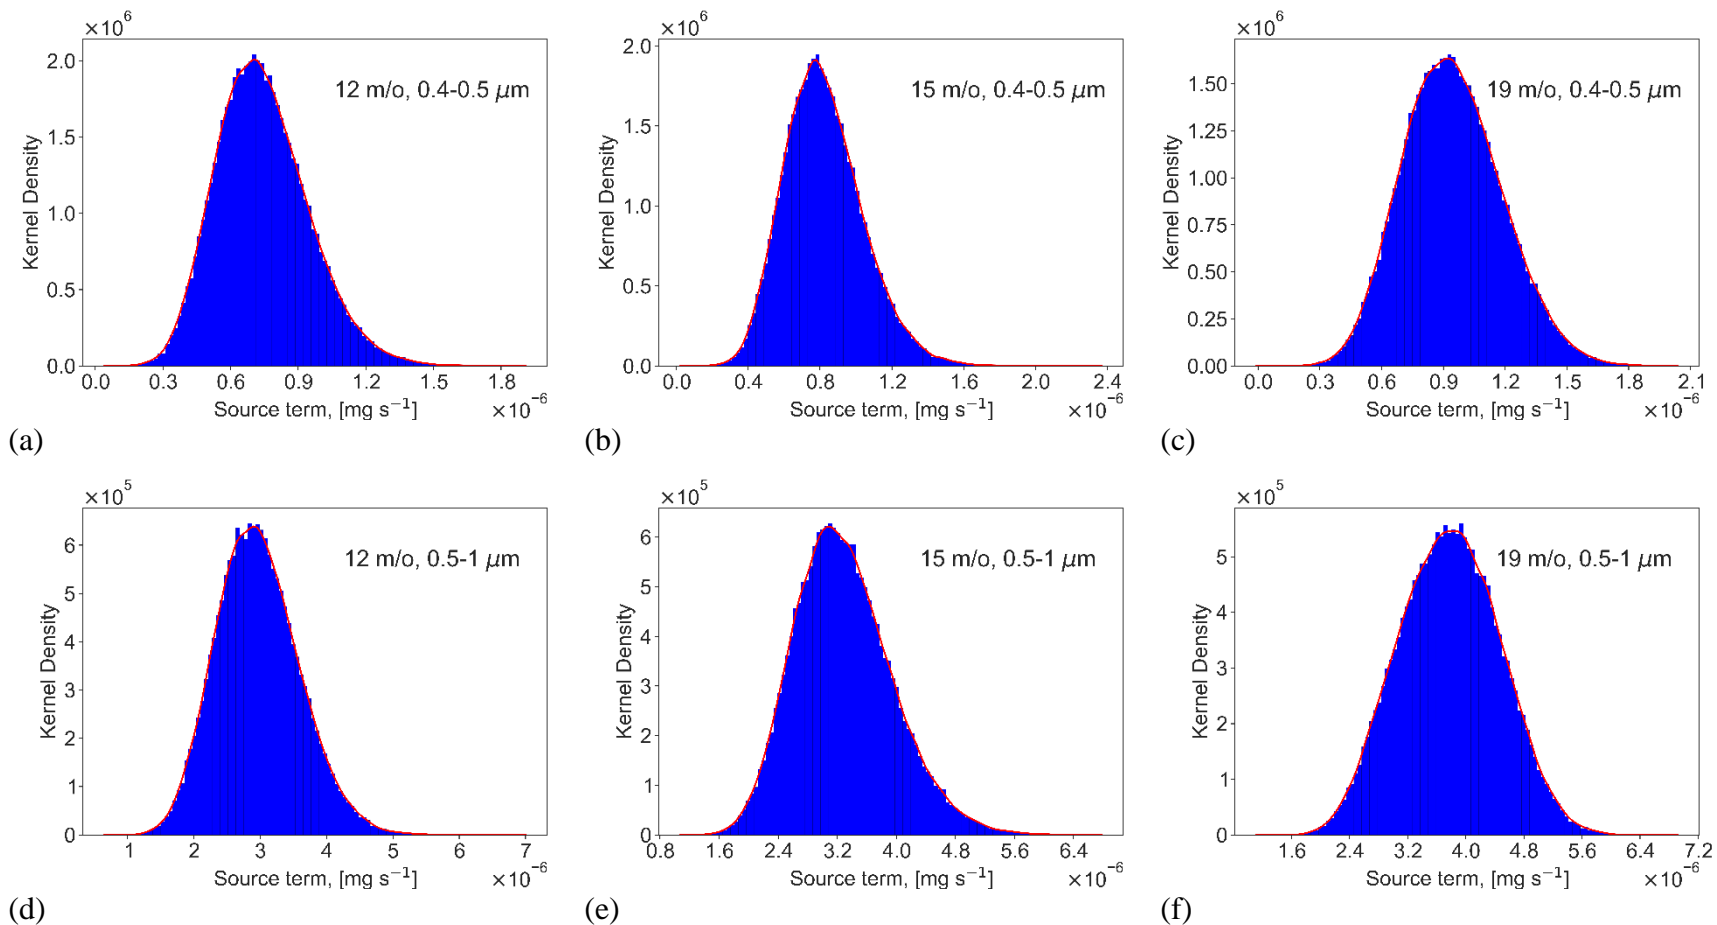 ×10⁶
2.0
1.5
1.0
0.5
0.0
Kernel Density
12 m/o, 0.4-0.5 μm
0.0 0.3 0.6 0.9 1.2 1.5 1.8
Source term, [mg s⁻¹] ×10⁻⁶
(a)
×10⁶
2.0
1.5
1.0
0.5
0.0
Kernel Density
15 m/o, 0.4-0.5 μm
0.0 0.4 0.8 1.2 1.6 2.0 2.4
Source term, [mg s⁻¹] ×10⁻⁶
(b)
×10⁶
1.50
1.25
1.00
0.75
0.50
0.25
0.00
Kernel Density
19 m/o, 0.4-0.5 μm
0.0 0.3 0.6 0.9 1.2 1.5 1.8 2.1
Source term, [mg s⁻¹] ×10⁻⁶
(c)
×10⁵
6
5
4
3
2
1
0
Kernel Density
12 m/o, 0.5-1 μm
1 2 3 4 5 6 7
Source term, [mg s⁻¹] ×10⁻⁶
(d)
×10⁵
6
5
4
3
2
1
0
Kernel Density
15 m/o, 0.5-1 μm
0.8 1.6 2.4 3.2 4.0 4.8 5.6 6.4
Source term, [mg s⁻¹] ×10⁻⁶
(e)
×10⁵
5
4
3
2
1
0
Kernel Density
19 m/o, 0.5-1 μm
1.6 2.4 3.2 4.0 4.8 5.6 6.4 7.2
Source term, [mg s⁻¹] ×10⁻⁶
(f)